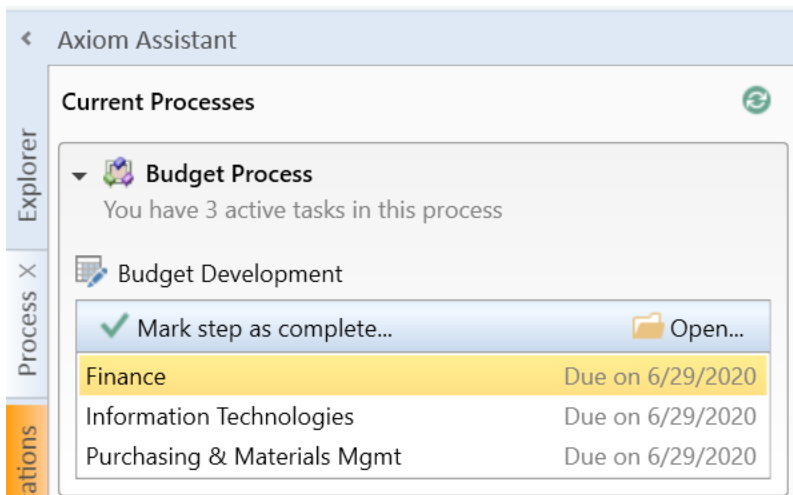 Axiom Assistant
Current Processes
Explorer
Budget Process
You have 3 active tasks in this process
Budget Development
Process X
Mark step as complete... Open...
Finance Due on 6/29/2020
Information Technologies Due on 6/29/2020
Purchasing & Materials Mgmt Due on 6/29/2020